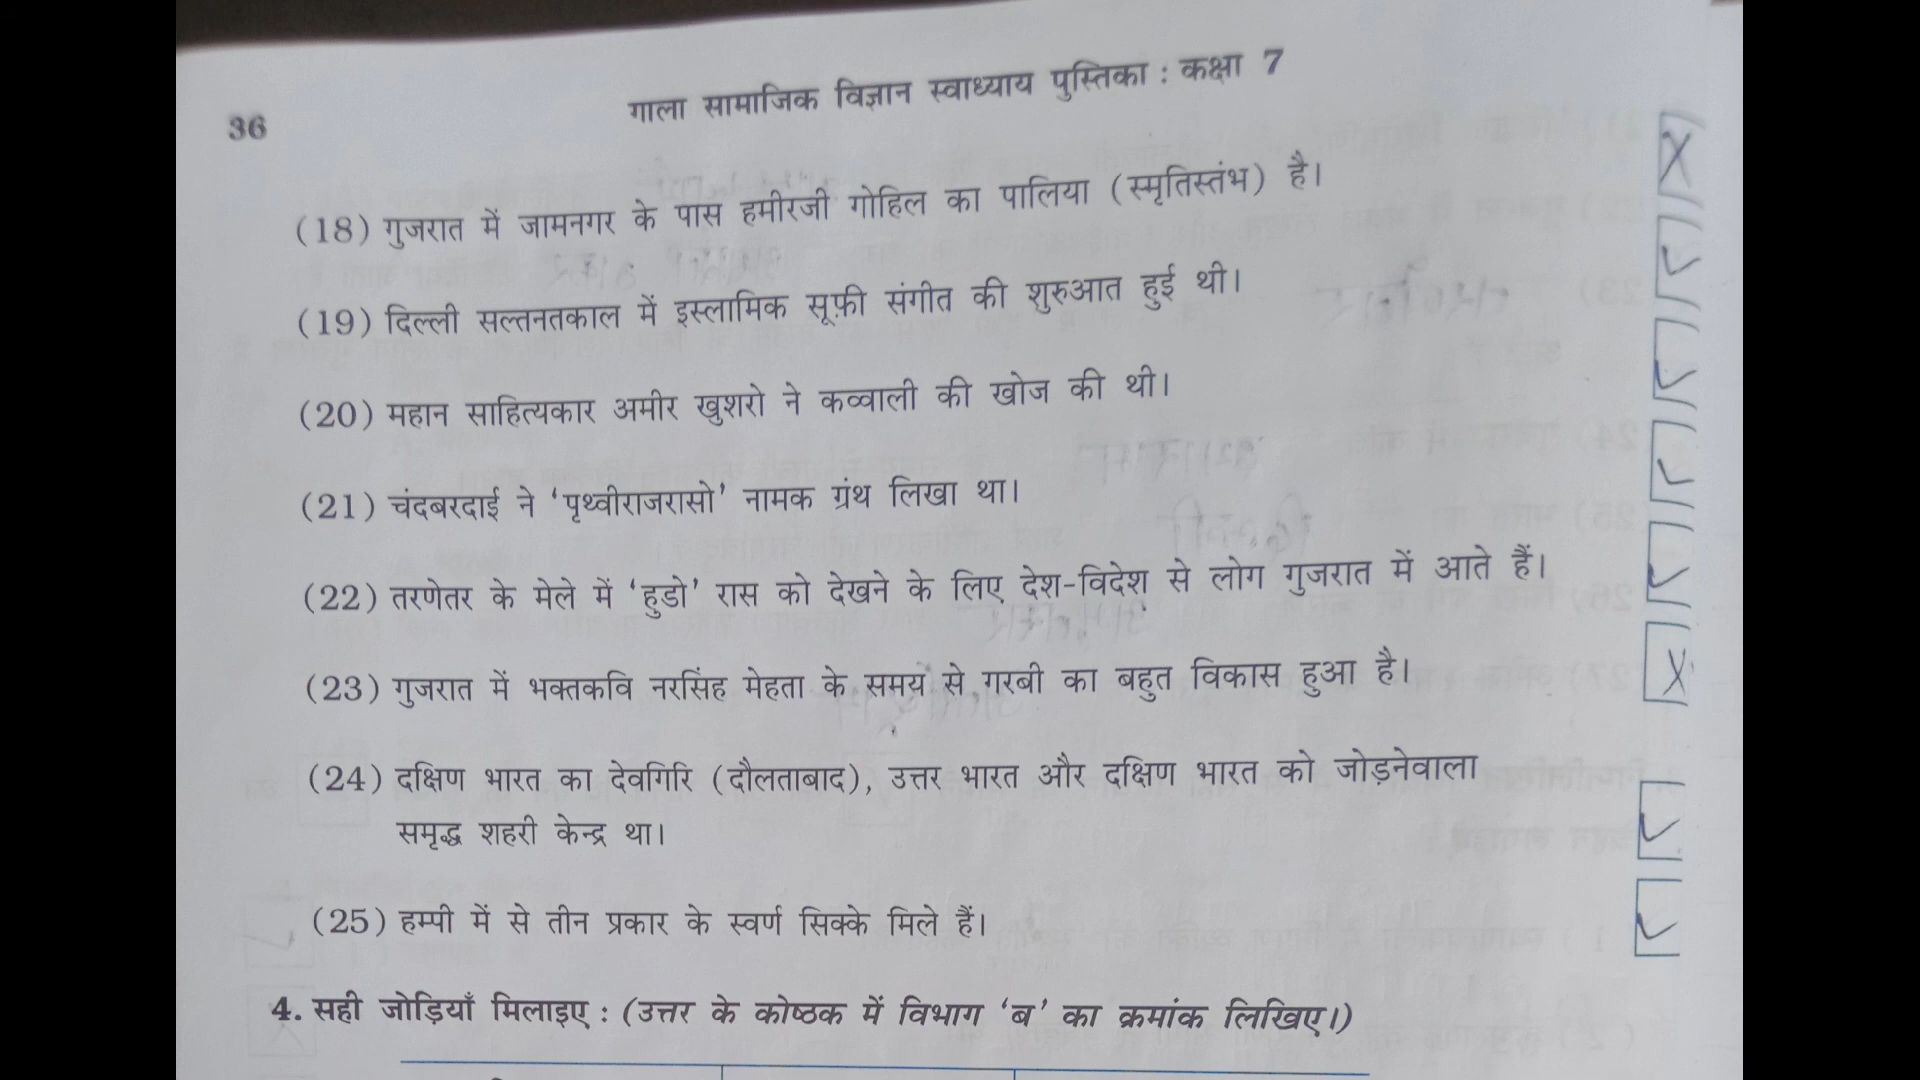 36
गाला सामाजिक विज्ञान स्वाध्याय पुस्तिका : कक्षा 7
(18) गुजरात में जामनगर के पास हमीरजी गोहिल का पालिया (स्मृतिस्तंभ) है।
(19) दिल्ली सल्तनतकाल में इस्लामिक सूफ़ी संगीत की शुरुआत हुई थी।
(20) महान साहित्यकार अमीर खुशरो ने कव्वाली की खोज की थी।
(21) चंदबरदाई ने ‘पृथ्वीराजरासो’ नामक ग्रंथ लिखा था।
(22) तरणेतर के मेले में ‘हुडो’ रास को देखने के लिए देश-विदेश से लोग गुजरात में आते हैं।
(23) गुजरात में भक्तकवि नरसिंह मेहता के समय से गरबी का बहुत विकास हुआ है।
(24) दक्षिण भारत का देवगिरि (दौलताबाद), उत्तर भारत और दक्षिण भारत को जोड़नेवाला
समृद्ध शहरी केन्द्र था।
(25) हम्पी में से तीन प्रकार के स्वर्ण सिक्के मिले हैं।
4. सही जोड़ियाँ मिलाइए : (उत्तर के कोष्ठक में विभाग ‘ब’ का क्रमांक लिखिए।)